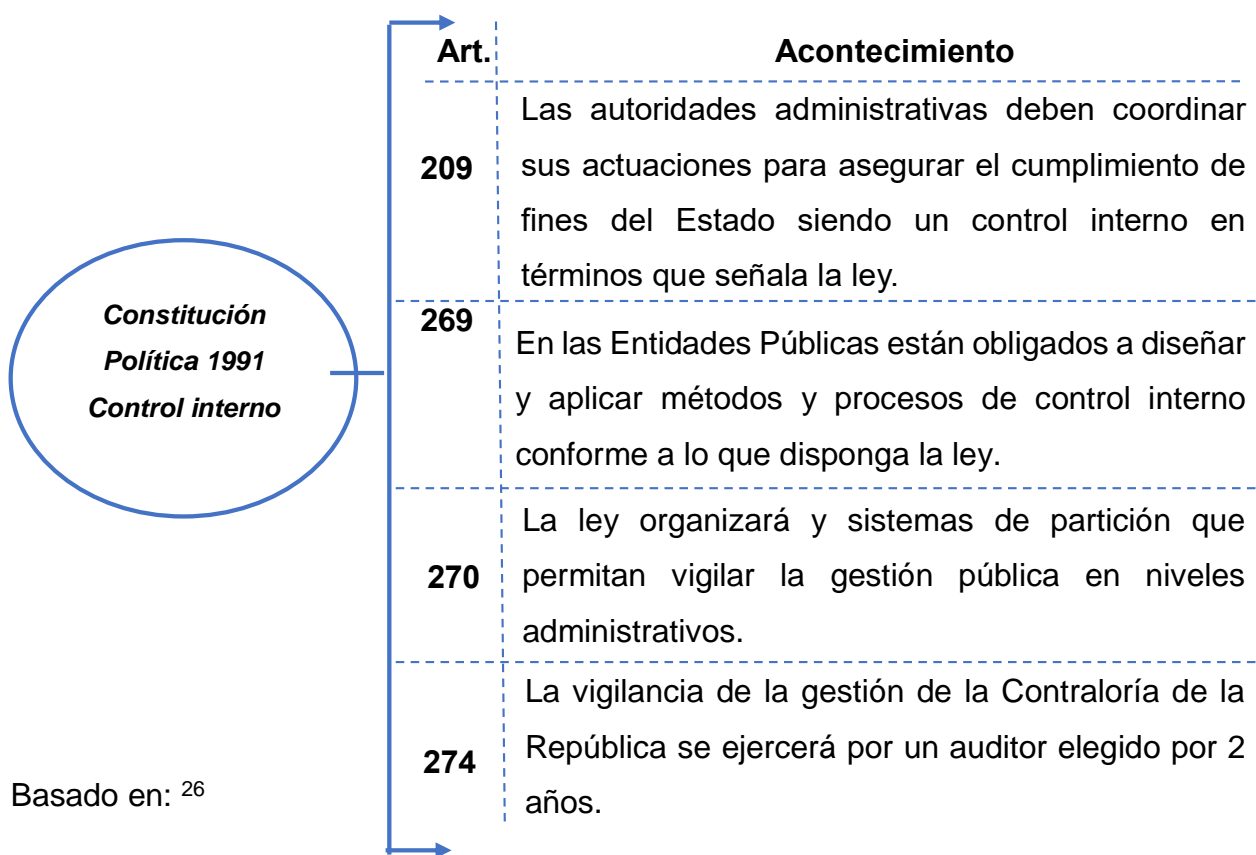 Art. Acontecimiento
209
Las autoridades administrativas deben coordinar
sus actuaciones para asegurar el cumplimiento de
fines del Estado siendo un control interno en
términos que señala la ley.
Constitución
Política 1991
Control interno
269
En las Entidades Públicas están obligados a diseñar
y aplicar métodos y procesos de control interno
conforme a lo que disponga la ley.
270
La ley organizará y sistemas de partición que
permitan vigilar la gestión pública en niveles
administrativos.
274
La vigilancia de la gestión de la Contraloría de la
República se ejercerá por un auditor elegido por 2
años.
Basado en: 26